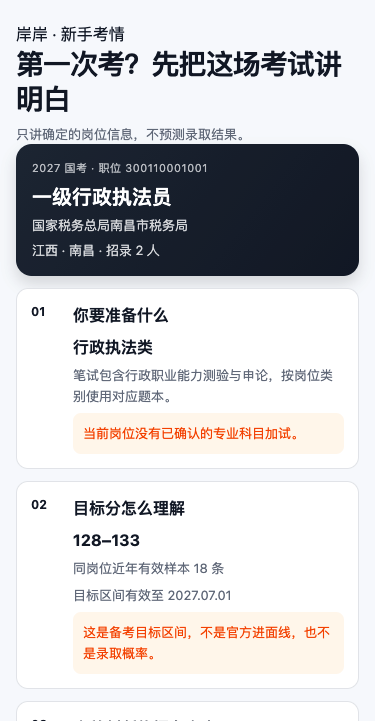 岸岸 · 新手考情
第一次考？先把这场考试讲
明白
只讲确定的岗位信息，不预测录取结果。
2027 国考 · 职位 300110001001
一级行政执法员
国家税务总局南昌市税务局
江西 · 南昌 · 招录 2 人
01
你要准备什么
行政执法类
笔试包含行政职业能力测验与申论，按岗位类
别使用对应题本。
当前岗位没有已确认的专业科目加试。
02
目标分怎么理解
128–133
同岗位近年有效样本 18 条
目标区间有效至 2027.07.01
这是备考目标区间，不是官方进面线，也不
是录取概率。